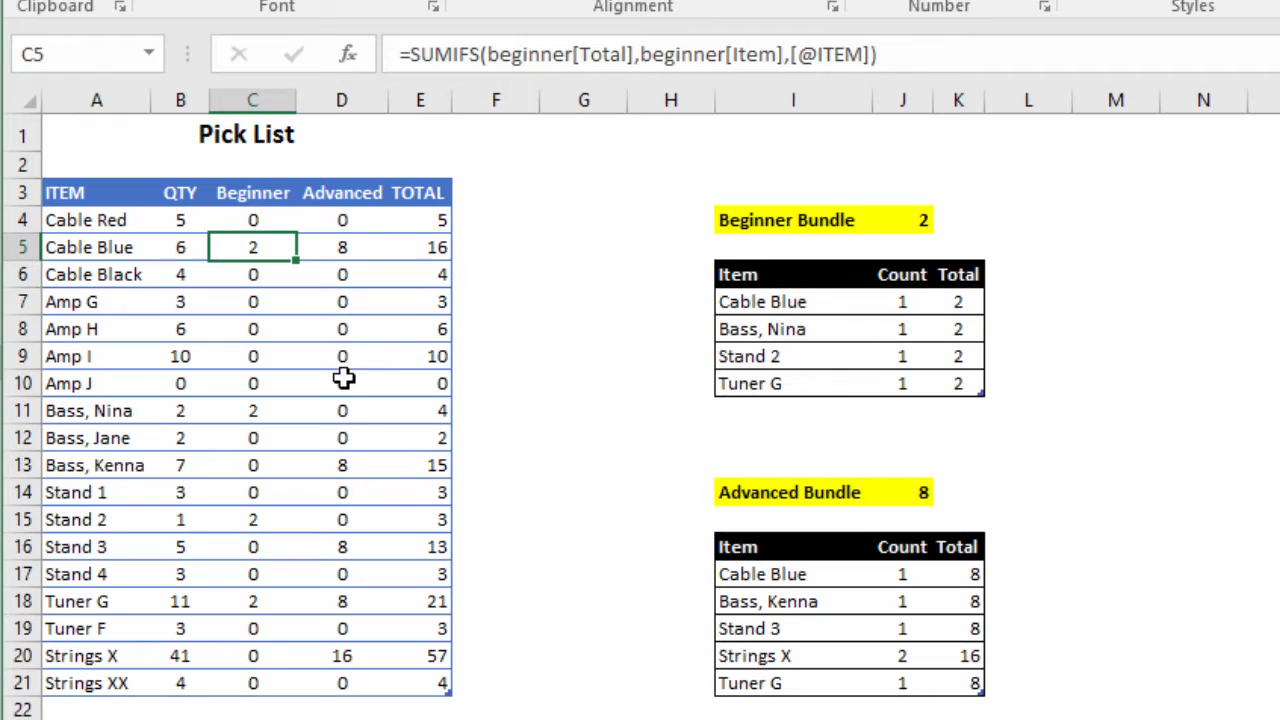 Clipboard Font Alignment Number Styles
C5 fx =SUMIFS(beginner[Total],beginner[Item],[@ITEM])
A B C D E F G H I J K L M N
1 Pick List
2
3 ITEM QTY Beginner Advanced TOTAL
4 Cable Red 5 0 0 5 Beginner Bundle 2
5 Cable Blue 6 2 8 16
6 Cable Black 4 0 0 4 Item Count Total
7 Amp G 3 0 0 3 Cable Blue 1 2
8 Amp H 6 0 0 6 Bass, Nina 1 2
9 Amp I 10 0 0 10 Stand 2 1 2
10 Amp J 0 0 0 0 Tuner G 1 2
11 Bass, Nina 2 2 0 4
12 Bass, Jane 2 0 0 2
13 Bass, Kenna 7 0 8 15
14 Stand 1 3 0 0 3 Advanced Bundle 8
15 Stand 2 1 2 0 3
16 Stand 3 5 0 8 13 Item Count Total
17 Stand 4 3 0 0 3 Cable Blue 1 8
18 Tuner G 11 2 8 21 Bass, Kenna 1 8
19 Tuner F 3 0 0 3 Stand 3 1 8
20 Strings X 41 0 16 57 Strings X 2 16
21 Strings XX 4 0 0 4 Tuner G 1 8
22